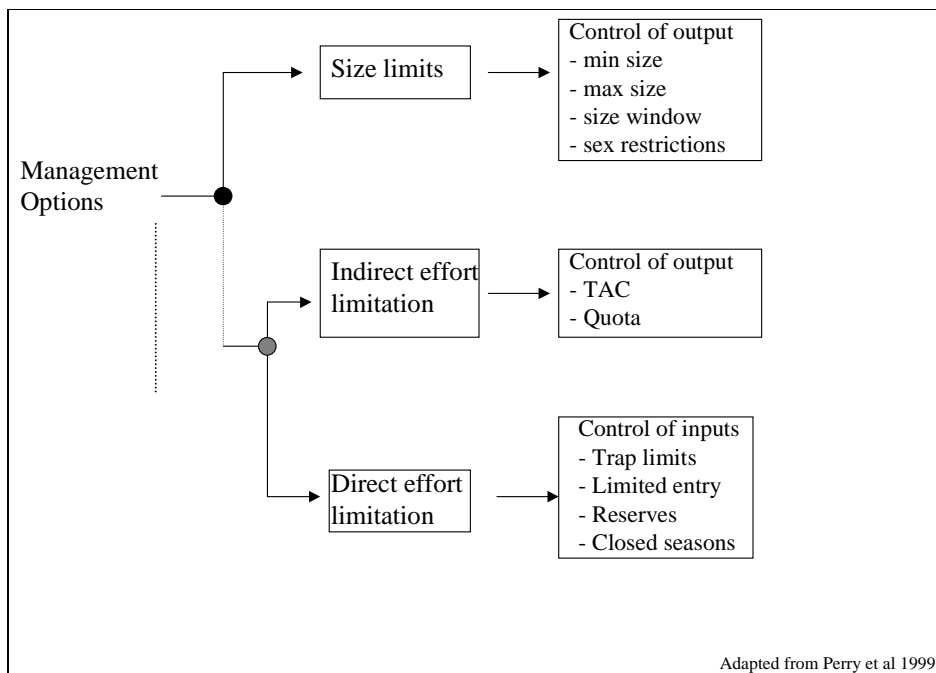 Management
Options
Size limits
Control of output
- min size
- max size
- size window
- sex restrictions
Indirect effort
limitation
Control of output
- TAC
- Quota
Direct effort
limitation
Control of inputs
- Trap limits
- Limited entry
- Reserves
- Closed seasons
Adapted from Perry et al 1999